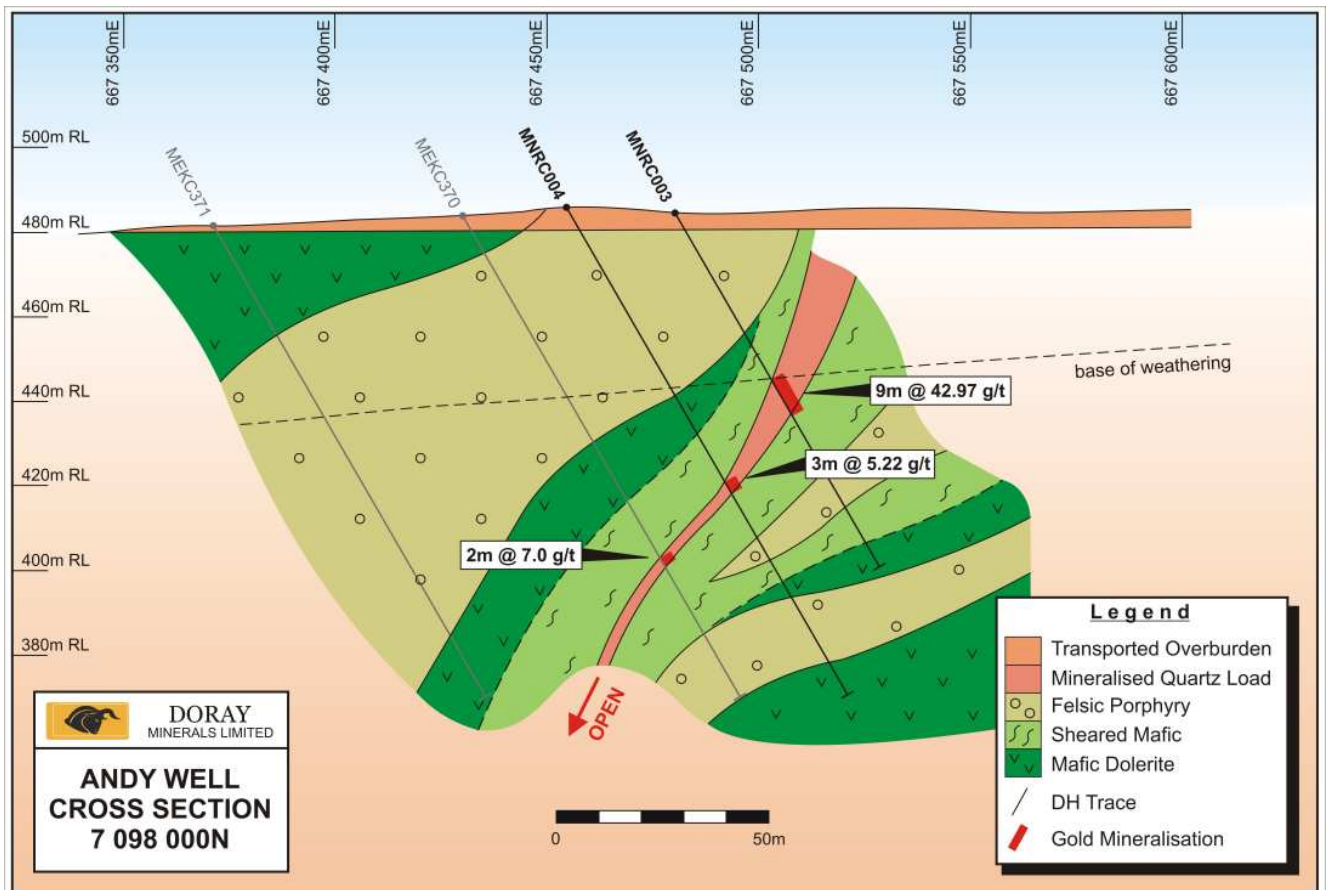 667 350mE
667 400mE
667 450mE
667 500mE
667 550mE
667 600mE
500m RL
480m RL
460m RL
440m RL
420m RL
400m RL
380m RL
MEKC371
MEKC370
MNRC004
MNRC003
base of weathering
9m @ 42.97 g/t
3m @ 5.22 g/t
2m @ 7.0 g/t
OPEN
DORAY
MINERALS LIMITED
ANDY WELL
CROSS SECTION
7 098 000N
0
50m
Legend
Transported Overburden
Mineralised Quartz Load
Felsic Porphyry
Sheared Mafic
Mafic Dolerite
DH Trace
Gold Mineralisation